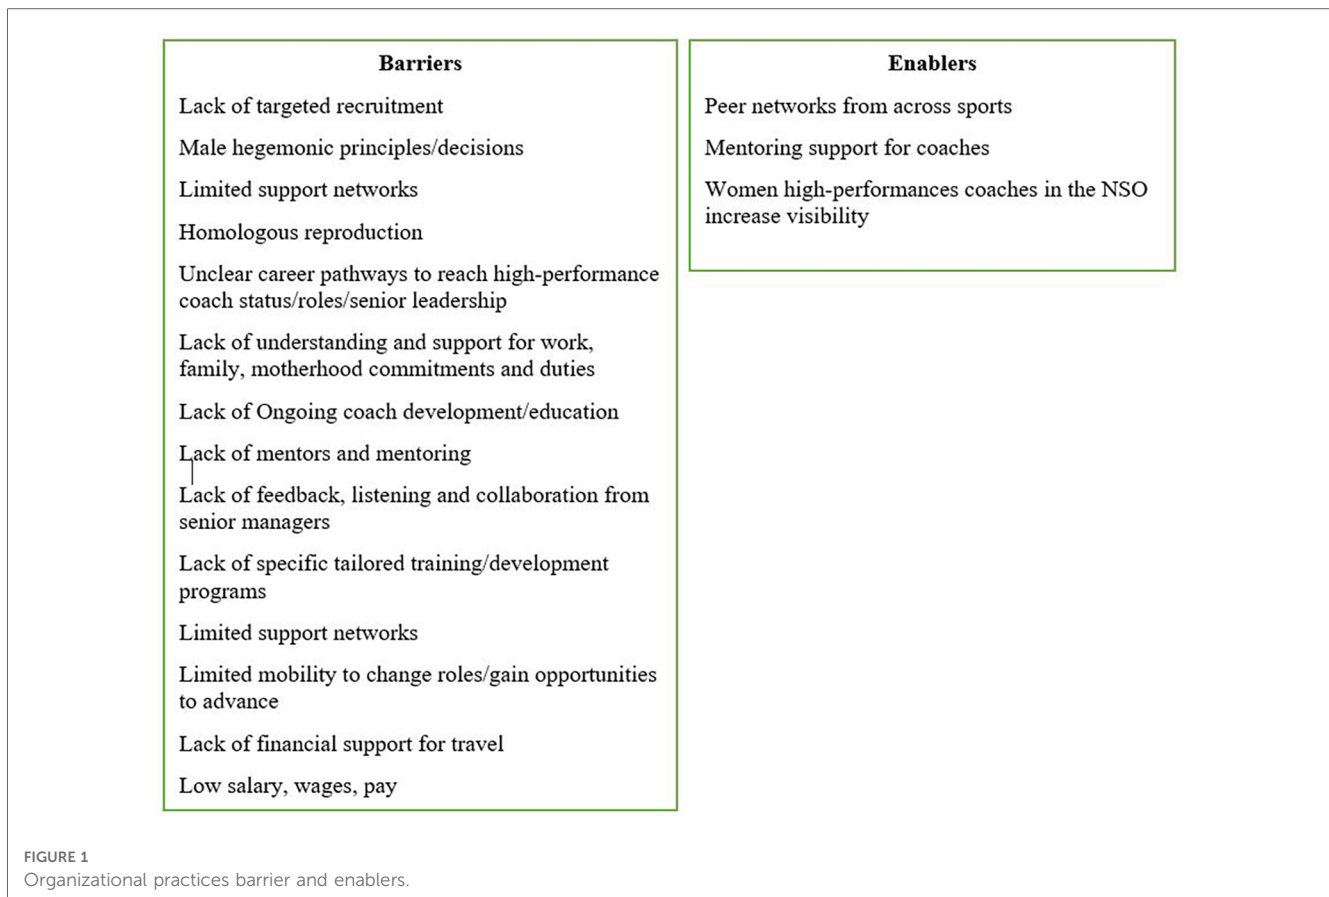 Barriers
Lack of targeted recruitment
Male hegemonic principles/decisions
Limited support networks
Homologous reproduction
Unclear career pathways to reach high-performance
coach status/roles/senior leadership
Lack of understanding and support for work,
family, motherhood commitments and duties
Lack of Ongoing coach development/education
Lack of mentors and mentoring
Lack of feedback, listening and collaboration from
senior managers
Lack of specific tailored training/development
programs
Limited support networks
Limited mobility to change roles/gain opportunities
to advance
Lack of financial support for travel
Low salary, wages, pay
Enablers
Peer networks from across sports
Mentoring support for coaches
Women high-performances coaches in the NSO
increase visibility
FIGURE 1
Organizational practices barrier and enablers.